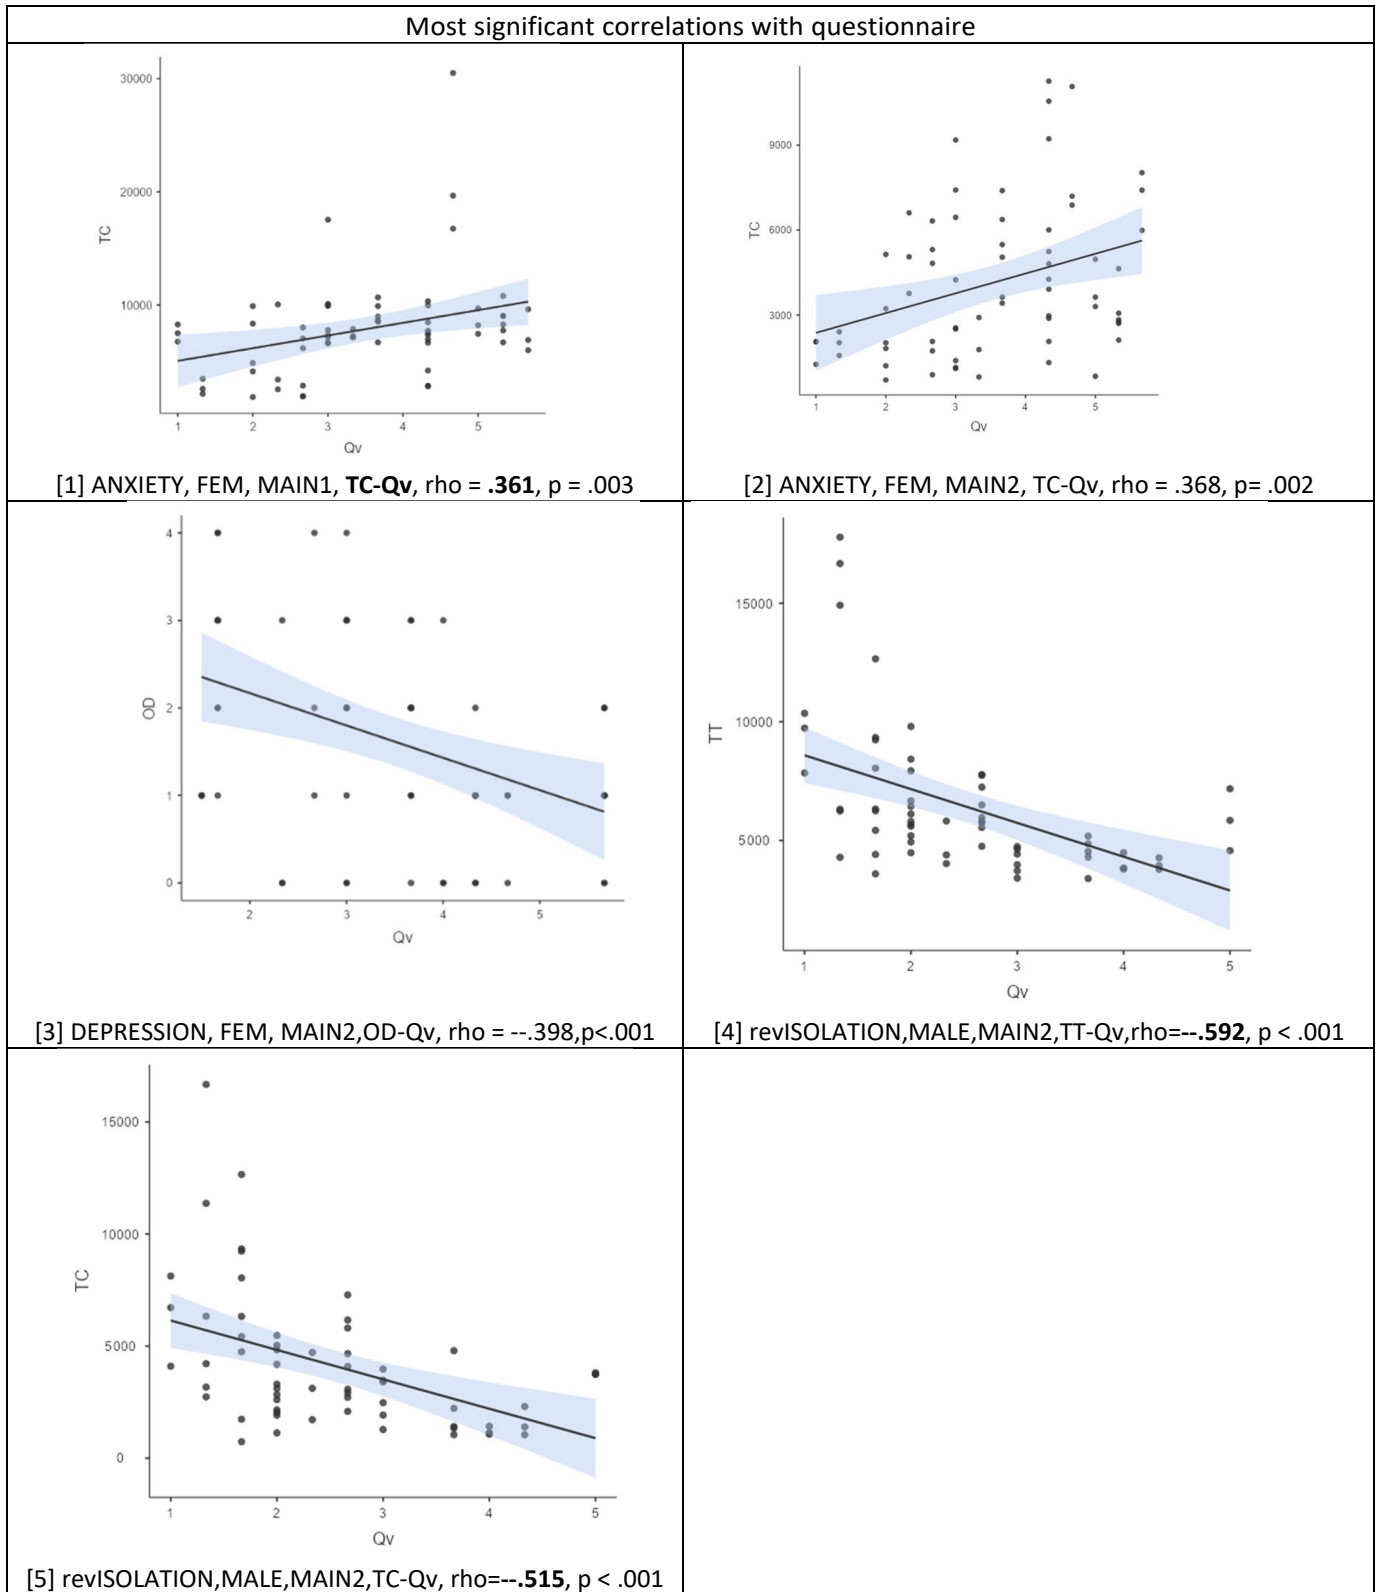 Most significant correlations with questionnaire
30000
20000
10000
TC
1 2 3 4 5
Qv
[1] ANXIETY, FEM, MAIN1, TC-Qv, rho = .361, p = .003
9000
6000
3000
TC
1 2 3 4 5
Qv
[2] ANXIETY, FEM, MAIN2, TC-Qv, rho = .368, p= .002
4
3
2
1
0
OD
2 3 4 5
Qv
[3] DEPRESSION, FEM, MAIN2,OD-Qv, rho = --.398,p<.001
15000
10000
5000
TT
1 2 3 4 5
Qv
[4] revISOLATION,MALE,MAIN2,TT-Qv,rho=--.592, p < .001
15000
10000
5000
0
TC
1 2 3 4 5
Qv
[5] revISOLATION,MALE,MAIN2,TC-Qv, rho=--.515, p < .001